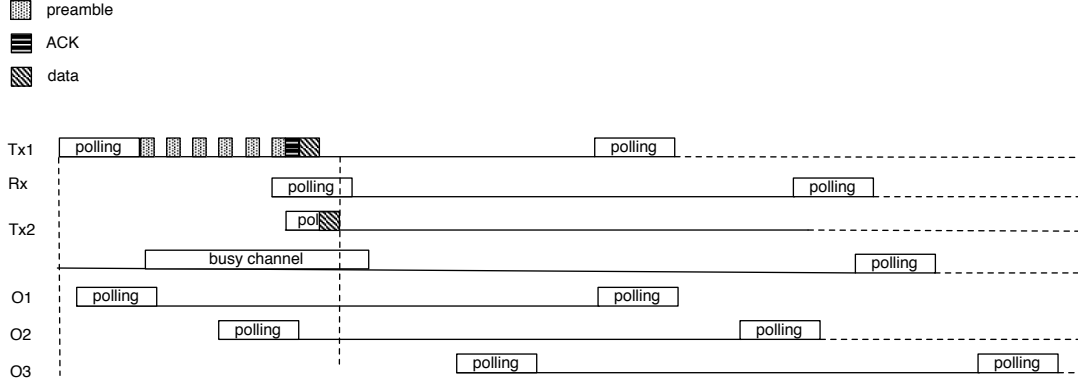 preamble
ACK
data
Tx1 polling polling
Rx polling polling
Tx2 pol
busy channel polling
O1 polling polling
O2 polling polling
O3 polling polling